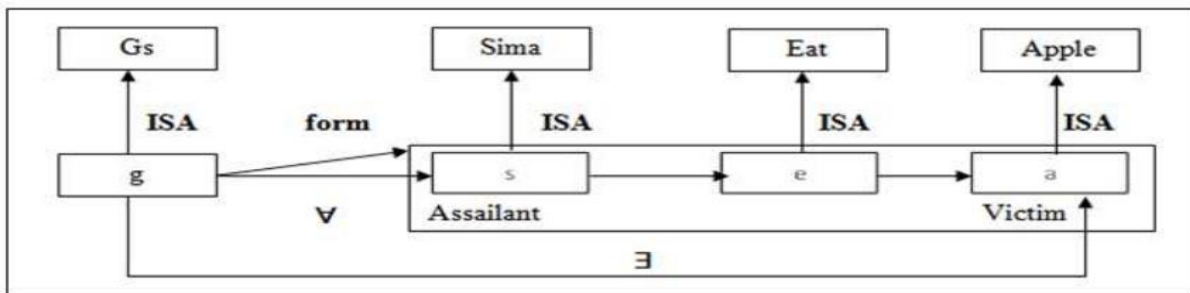 Gs Sima Eat Apple
ISA form ISA ISA ISA
g s e a
∀ Assailant Victim
∃